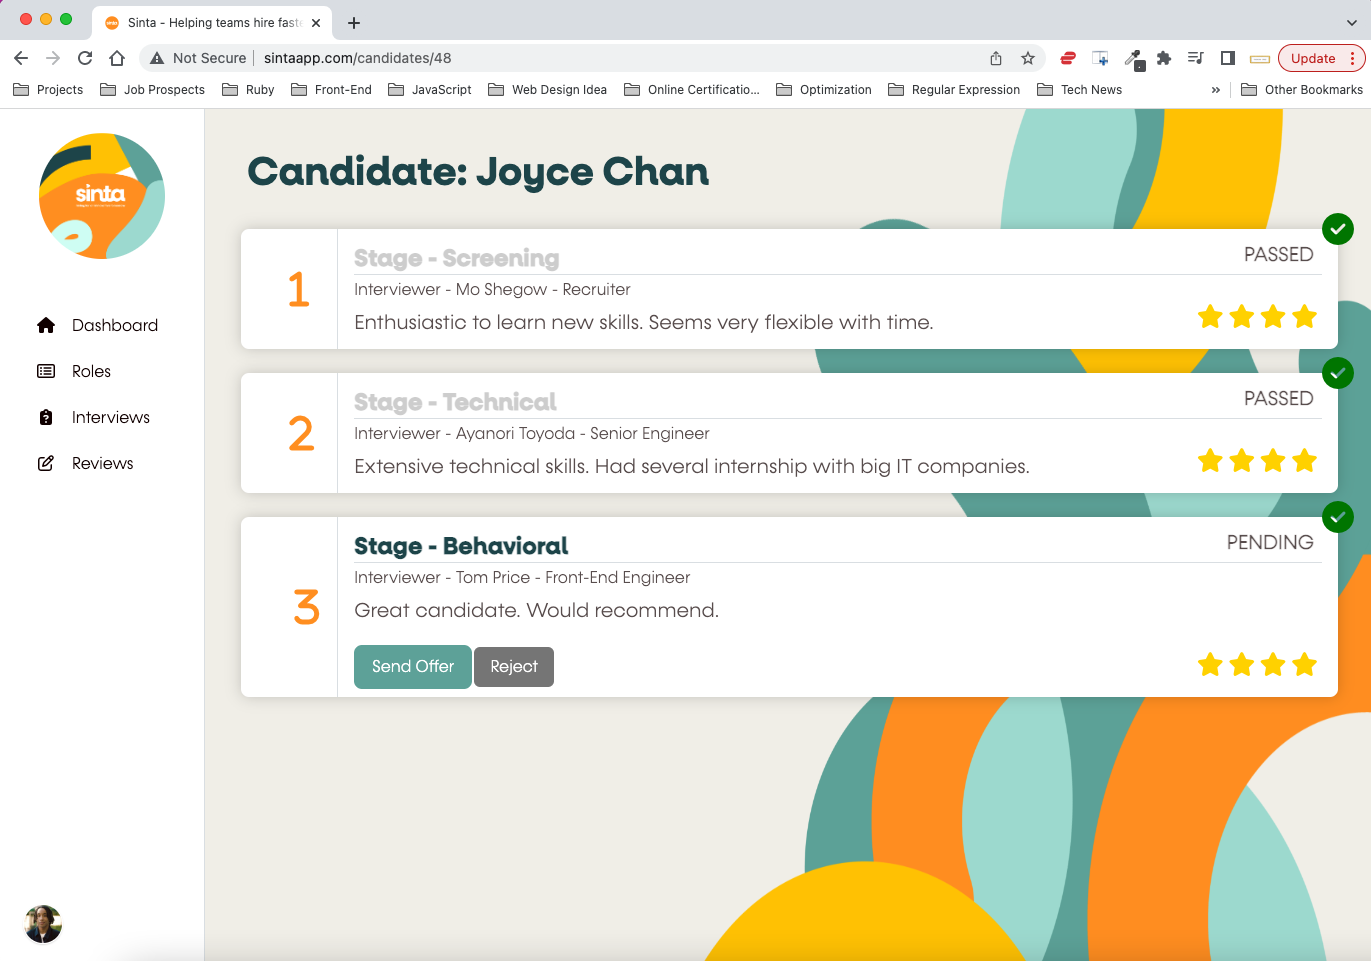 Sinta - Helping teams hire faste
Not Secure
sintaapp.com/candidates/48
Update
Projects
Job Prospects
Ruby
Front-End
JavaScript
Web Design Idea
Online Certificatio...
Optimization
Regular Expression
Tech News
»
Other Bookmarks
sinta
Dashboard
Roles
Interviews
Reviews
Candidate: Joyce Chan
1
Stage - Screening
PASSED
Interviewer - Mo Shegow - Recruiter
Enthusiastic to learn new skills. Seems very flexible with time.
2
Stage - Technical
PASSED
Interviewer - Ayanori Toyoda - Senior Engineer
Extensive technical skills. Had several internship with big IT companies.
3
Stage - Behavioral
PENDING
Interviewer - Tom Price - Front-End Engineer
Great candidate. Would recommend.
Send Offer
Reject